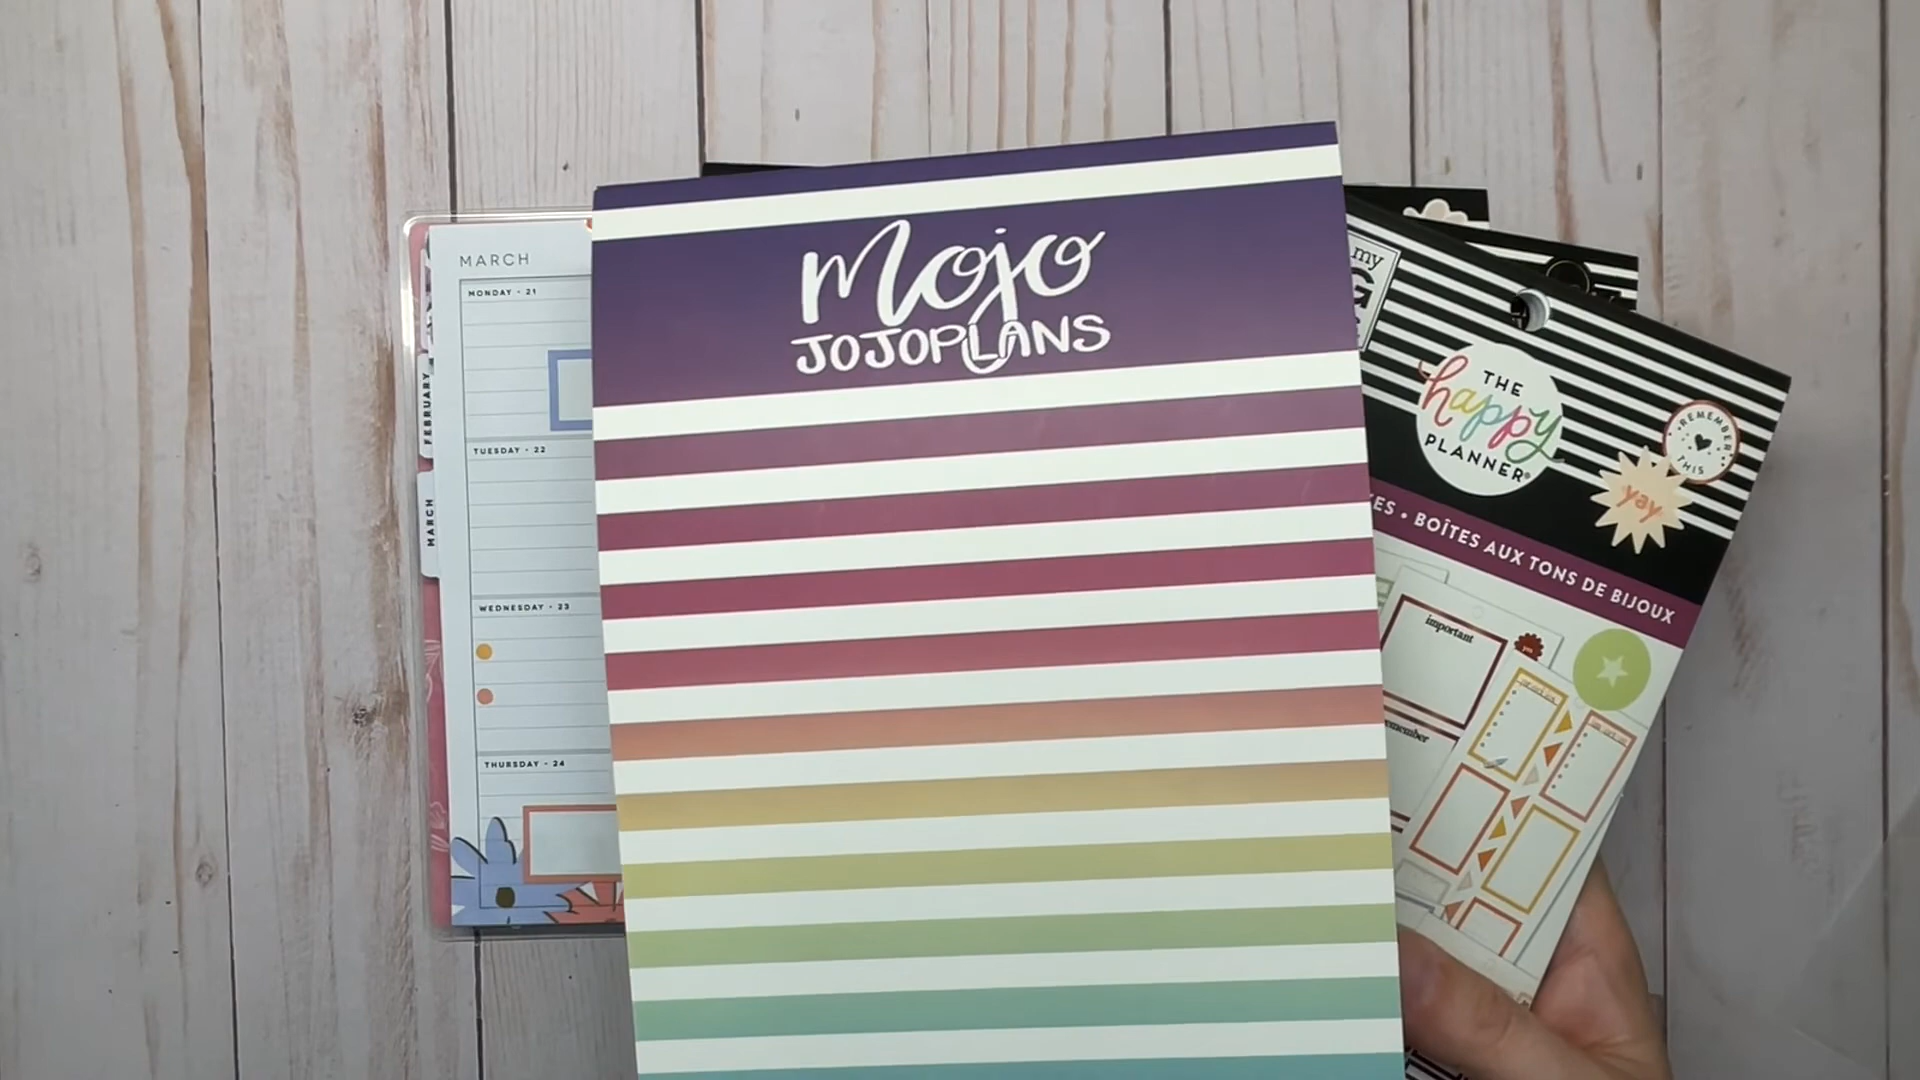 MARCH
MONDAY • 21
TUESDAY • 22
WEDNESDAY • 23
THURSDAY • 24
FEBRUARY
MARCH
Mojo
JOJOPLANS
my
THE
happy
PLANNER®
REMEMBER
THIS
yay
• BOÎTES AUX TONS DE BIJOUX
important
yes